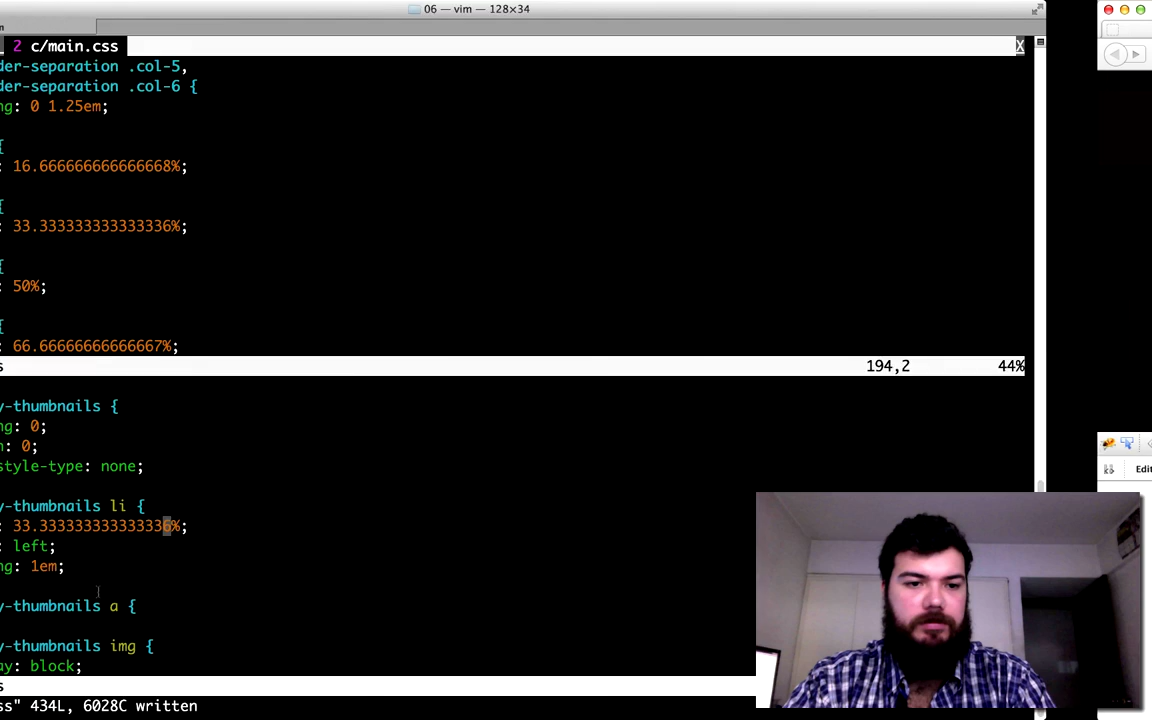 06 — vim — 128×34
m
2 c/main.css
X
der-separation .col-5,
der-separation .col-6 {
ng: 0 1.25em;
{
: 16.666666666666668%;
{
: 33.333333333333336%;
{
: 50%;
{
: 66.66666666666667%;
s 194,2 44%
y-thumbnails {
ng: 0;
n: 0;
style-type: none;
y-thumbnails li {
: 33.333333333333336%;
: left;
ng: 1em;
y-thumbnails a {
y-thumbnails img {
ay: block;
s
ss" 434L, 6028C written
Edi